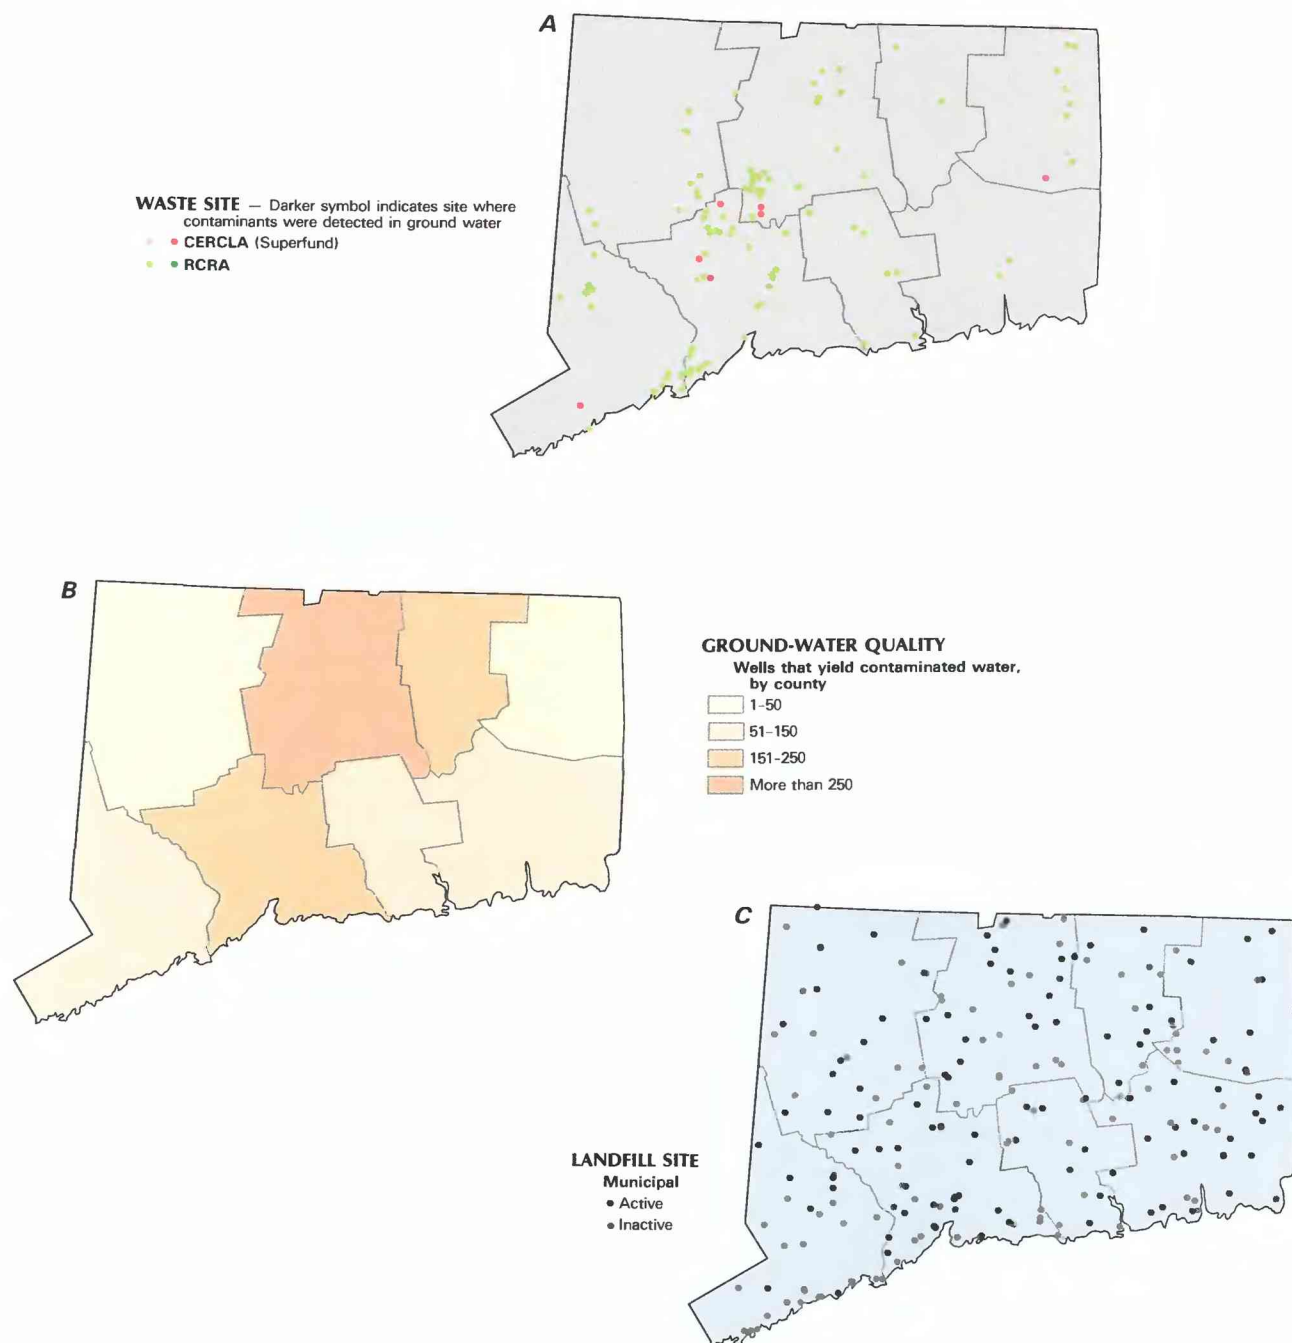 A
WASTE SITE — Darker symbol indicates site where
contaminants were detected in ground water
CERCLA (Superfund)
RCRA
B
GROUND-WATER QUALITY
Wells that yield contaminated water,
by county
1-50
51-150
151-250
More than 250
C
LANDFILL SITE
Municipal
Active
Inactive